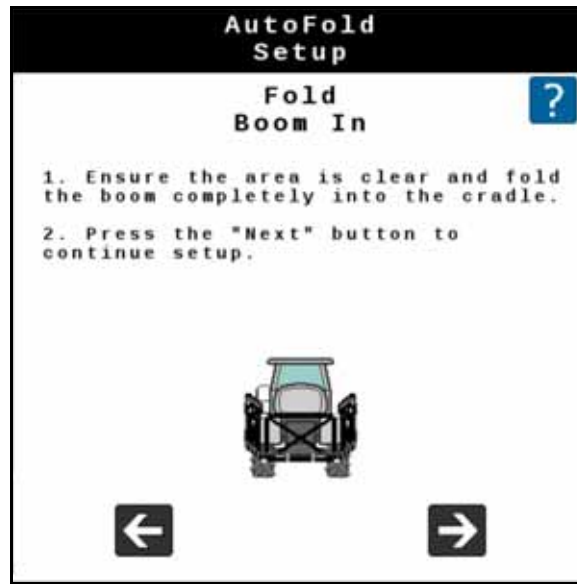 AutoFold
Setup
Fold
Boom In
?
1. Ensure the area is clear and fold
the boom completely into the cradle.
2. Press the "Next" button to
continue setup.